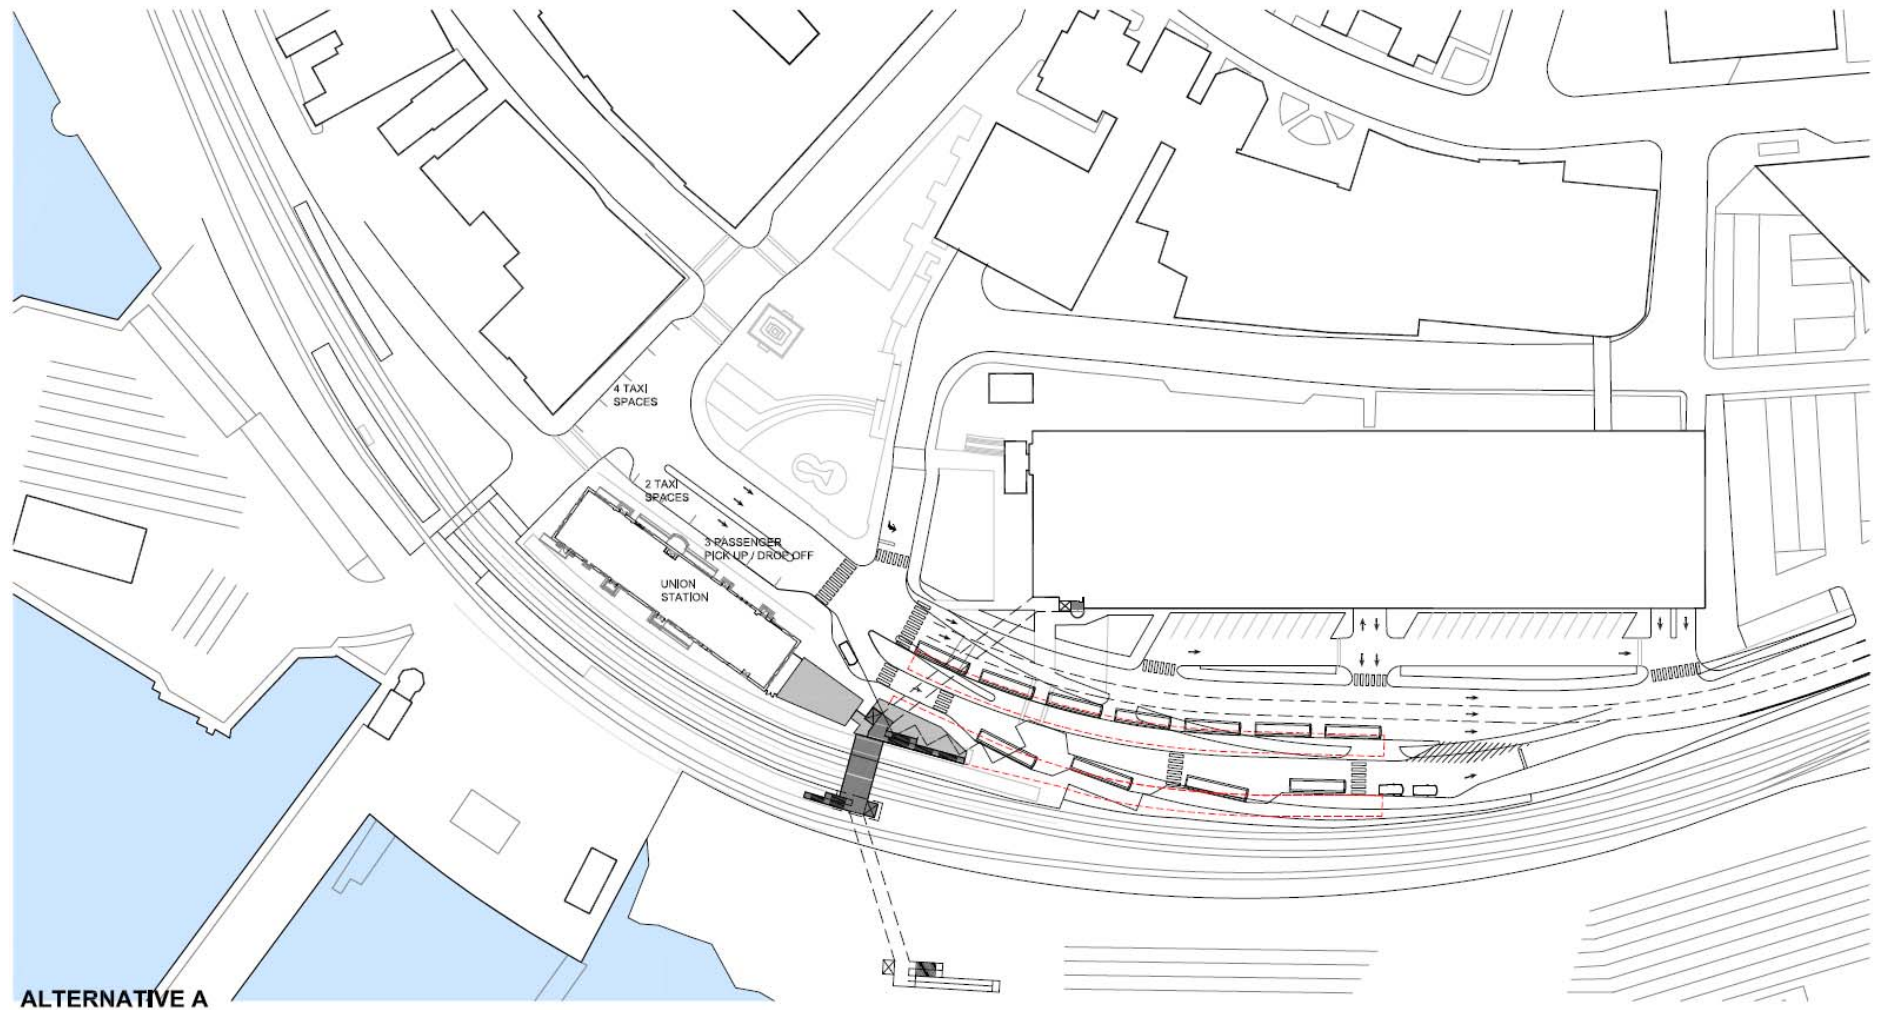 4 TAXI
SPACES
2 TAXI
SPACES
3 PASSENGER
PICK UP / DROP OFF
UNION
STATION
ALTERNATIVE A